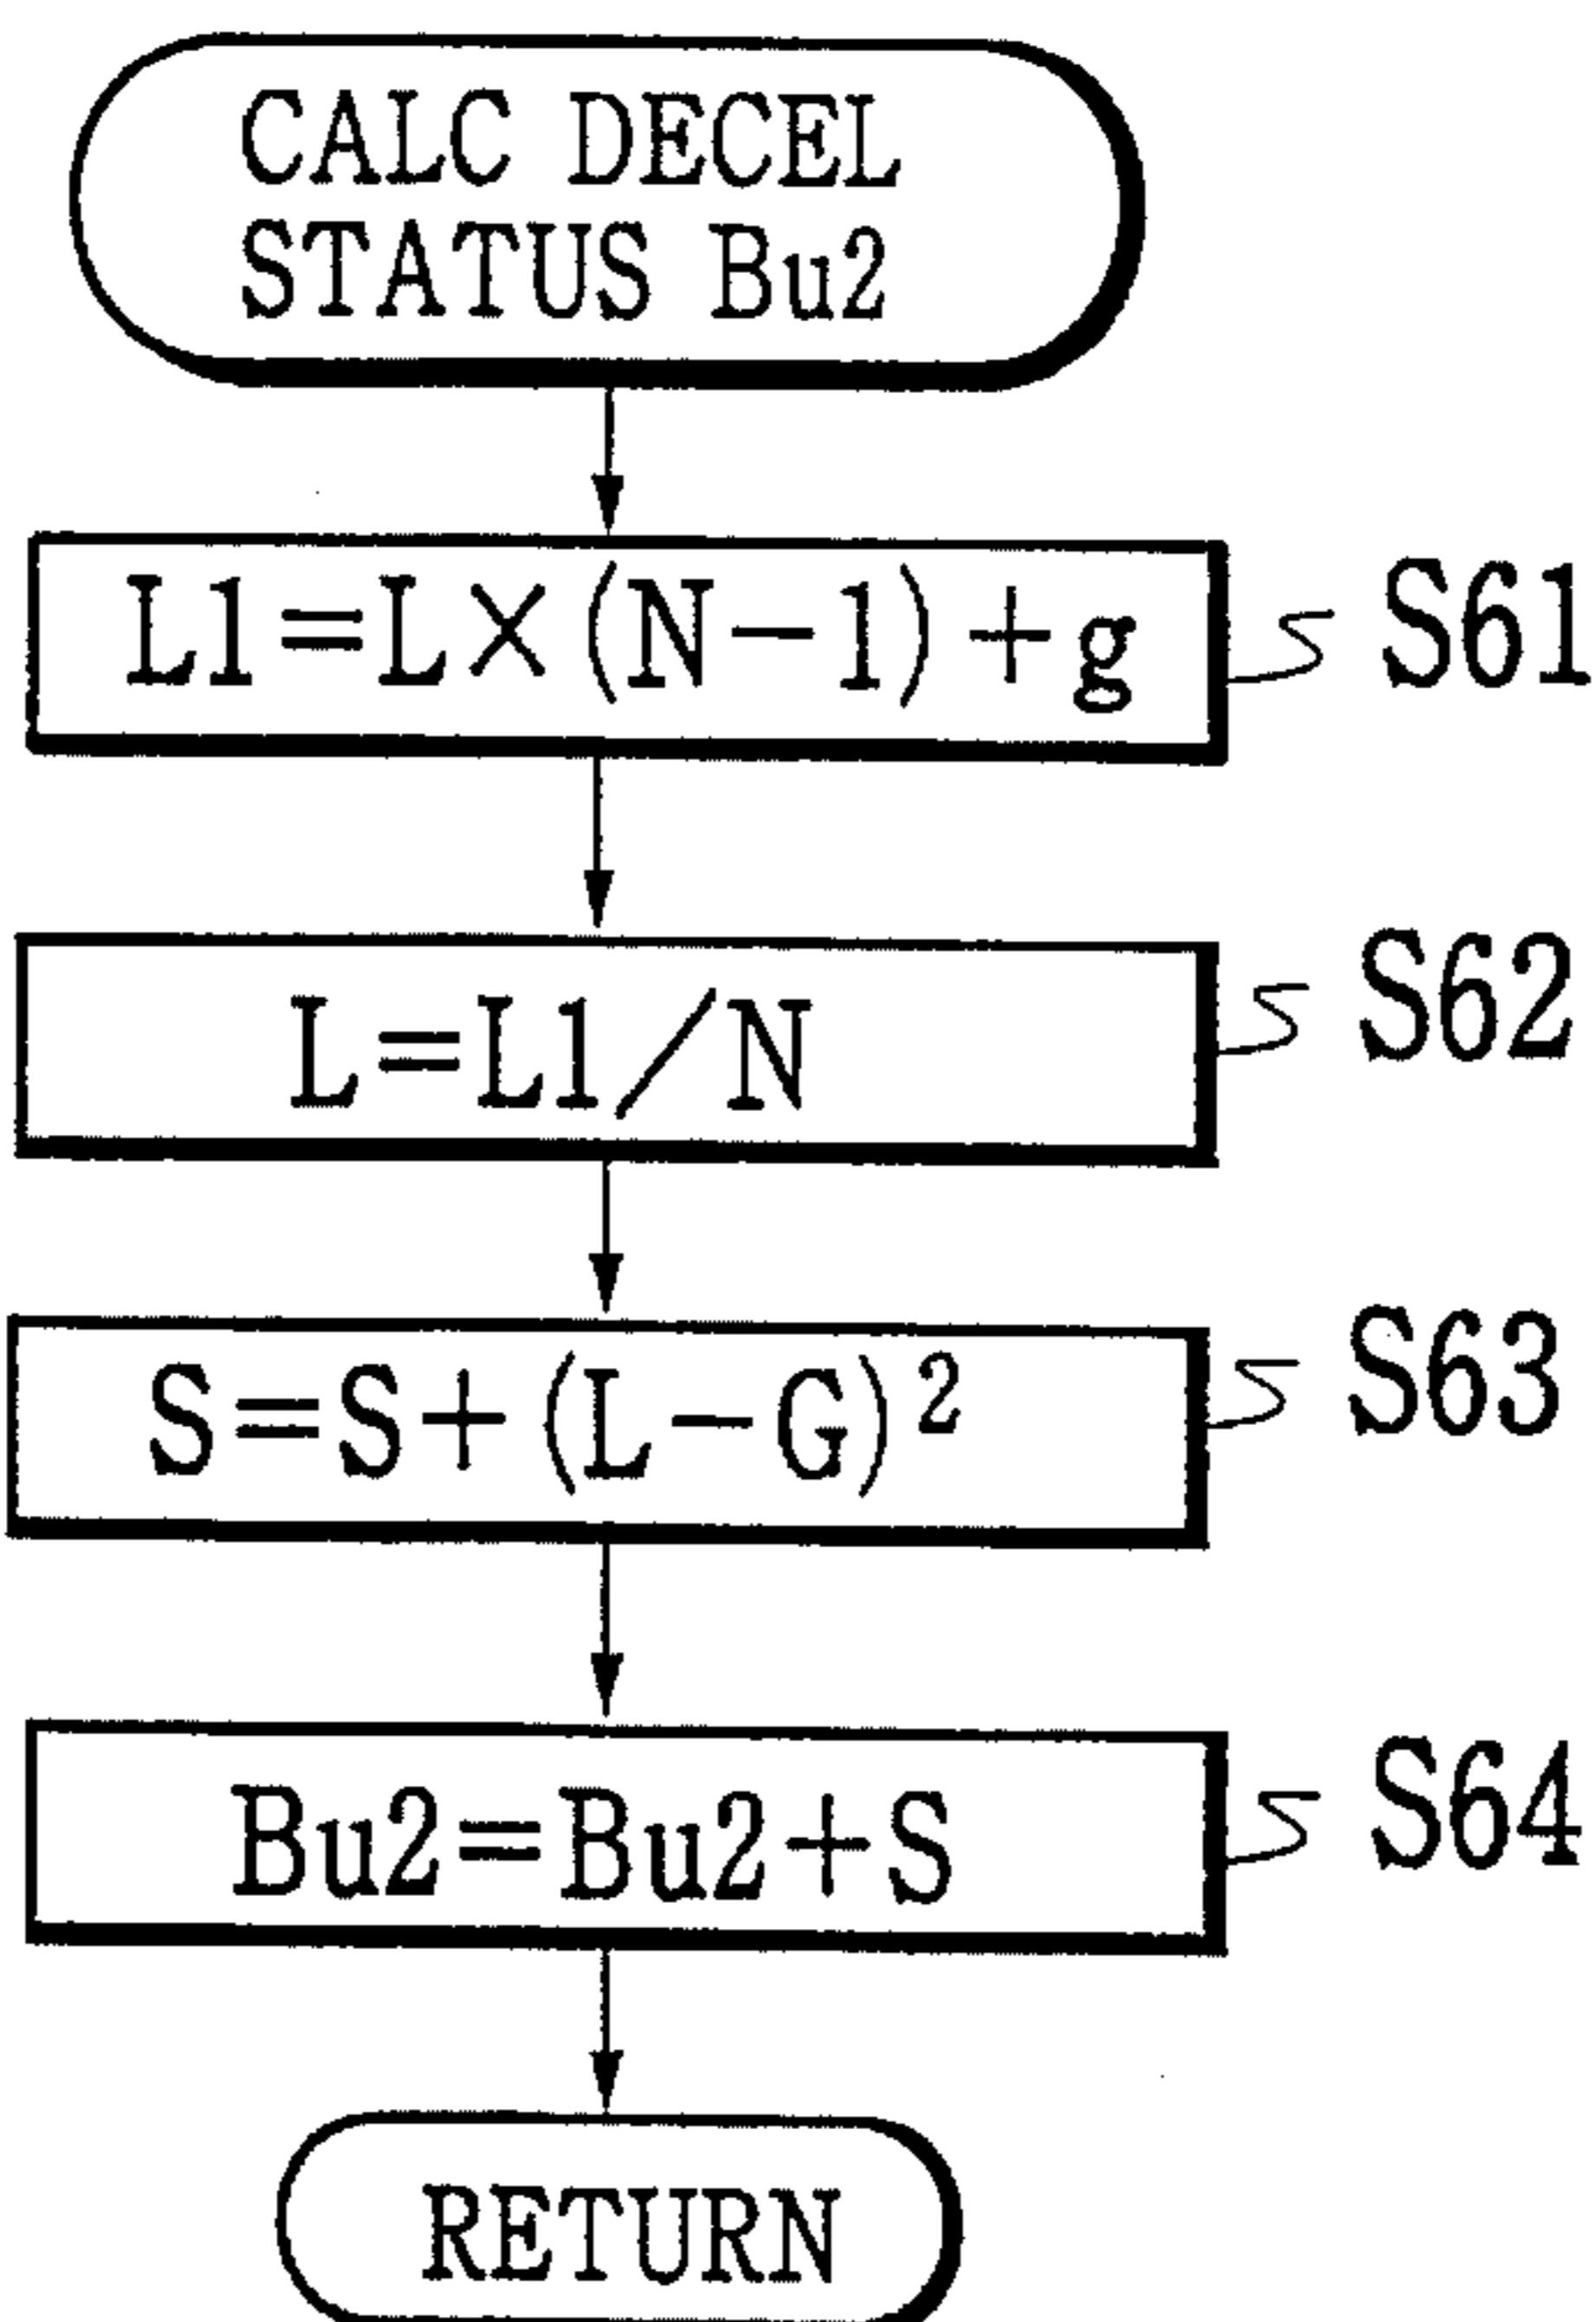 CALC DECEL
STATUS Bu2
L1=L×(N-1)+g
S61
L=L1/N
S62
S=S+(L-G)²
S63
Bu2=Bu2+S
S64
RETURN